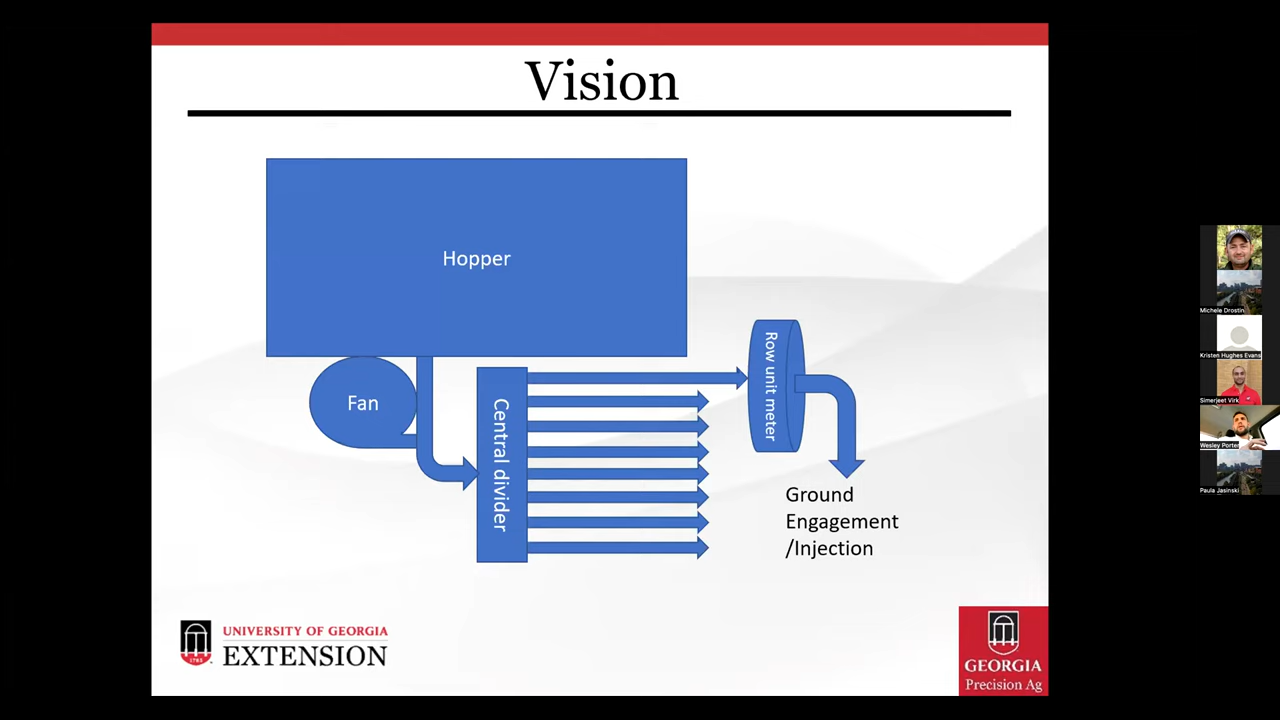 Vision
Hopper
Fan
Central divider
Row unit meter
Ground
Engagement
/Injection
UNIVERSITY OF GEORGIA
EXTENSION
1785
GEORGIA
Precision Ag
Michele Drostin
Kristen Hughes Evans
Simerjeet Virk
Wesley Porter
Paula Jasinski